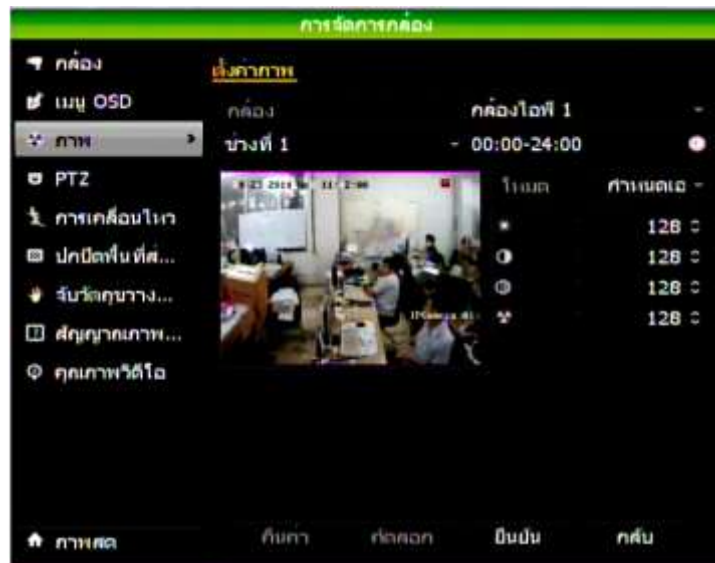 การจัดการกล้อง
กล้อง
เมนู OSD
ภาพ
PTZ
การเคลื่อนไหว
ปกปิดพื้นที่ส่...
จับวัตถุขวาง...
สัญญาณภาพ...
คุณภาพวิดีโอ
ภาพสด
ตั้งค่าภาพ
กล้อง กล้องไอพี 1
ช่วงที่ 1 00:00-24:00
โหมด กำหนดเอ
128
128
128
128
คืนค่า คัดลอก ยืนยัน กลับ